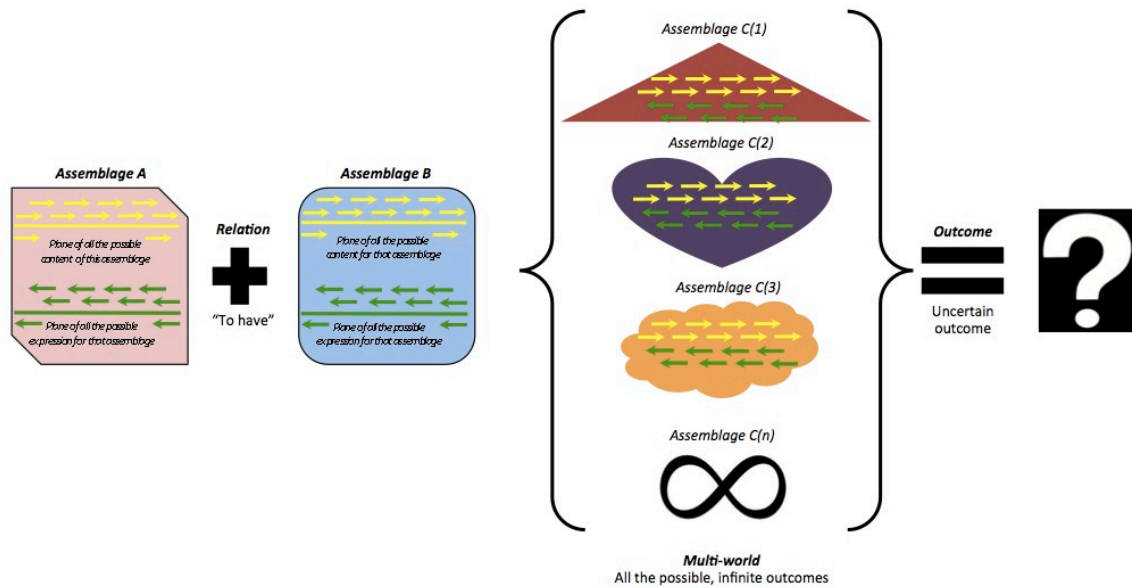 Assemblage A
Plane of all the possible
content of this assemblage
Plane of all the possible
expression for that assemblage
Relation
"To have"
Assemblage B
Plane of all the possible
content for that assemblage
Plane of all the possible
expression for that assemblage
Assemblage C(1)
Assemblage C(2)
Assemblage C(3)
Assemblage C(n)
Multi-world
All the possible, infinite outcomes
Outcome
Uncertain
outcome
?